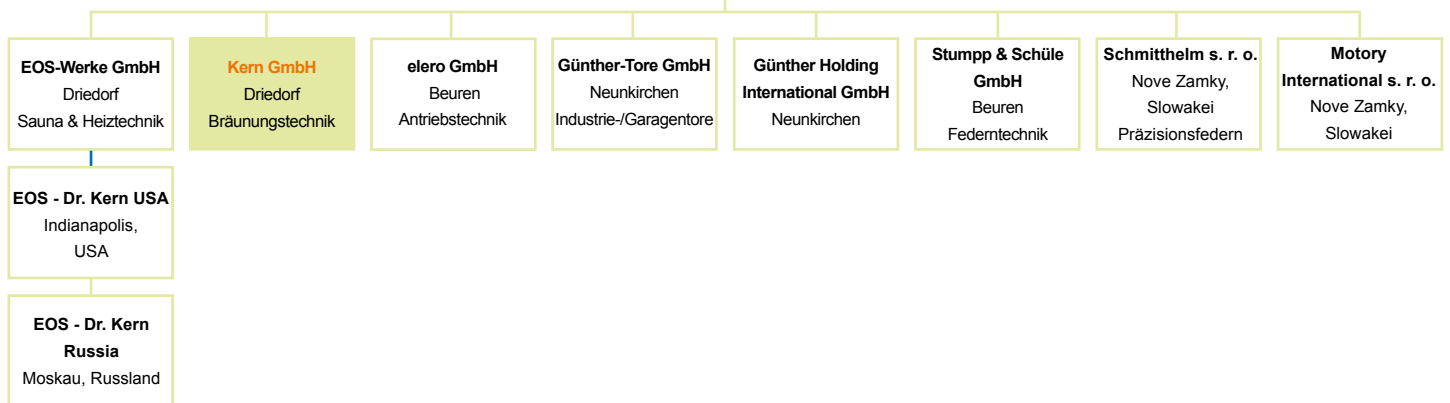 EOS-Werke GmbH
Driedorf
Sauna & Heiztechnik
Kern GmbH
Driedorf
Bräunungstechnik
elero GmbH
Beuren
Antriebstechnik
Günther-Tore GmbH
Neunkirchen
Industrie-/Garagentore
Günther Holding
International GmbH
Neunkirchen
Stumpp & Schüle
GmbH
Beuren
Federntechnik
Schmitthelm s. r. o.
Nove Zamky,
Slowakei
Präzisionsfedern
Motory
International s. r. o.
Nove Zamky,
Slowakei
EOS - Dr. Kern USA
Indianapolis,
USA
EOS - Dr. Kern
Russia
Moskau, Russland